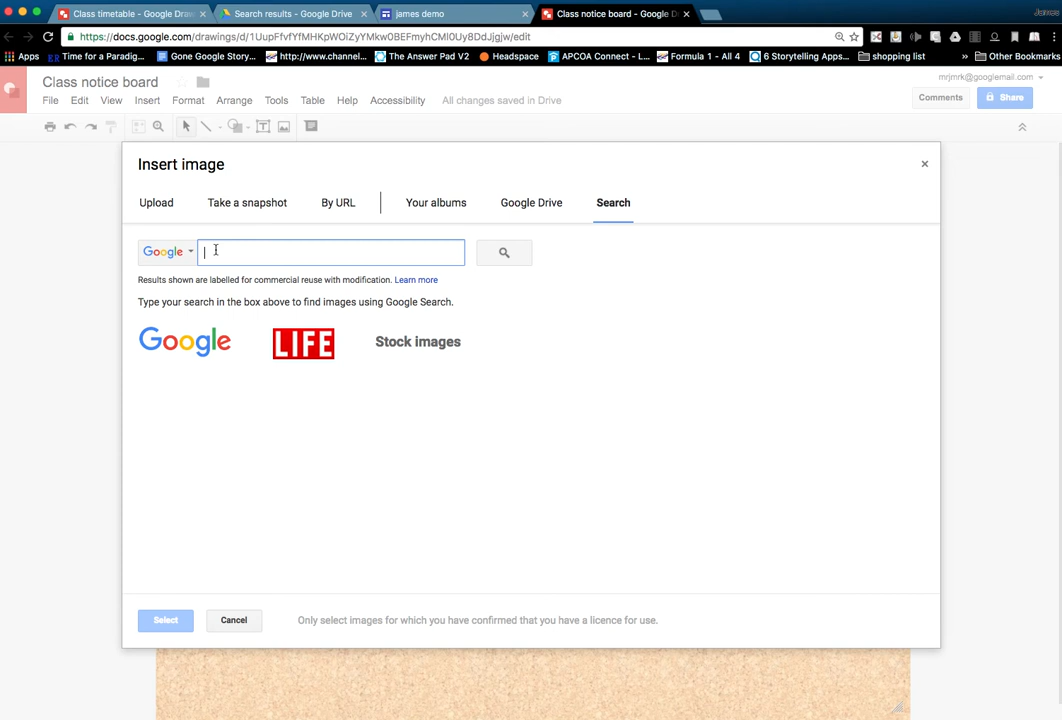 Class timetable - Google Draw
Search results - Google Drive
james demo
Class notice board - Google D
James
https://docs.google.com/drawings/d/1UupFfvfYfMHKpWOiZyYMkw0BEFmyhCMl0Uy8DdJjgjw/edit
Apps
Time for a Paradig...
Gone Google Story...
http://www.channel...
The Answer Pad V2
Headspace
APCOA Connect - L...
Formula 1 - All 4
6 Storytelling Apps...
shopping list
»
Other Bookmarks
Class notice board
mrjmrk@googlemail.com
File Edit View Insert Format Arrange Tools Table Help Accessibility All changes saved in Drive
Comments
Share
Insert image
Upload Take a snapshot By URL Your albums Google Drive Search
Google
Results shown are labelled for commercial reuse with modification. Learn more
Type your search in the box above to find images using Google Search.
Google LIFE Stock images
Select Cancel Only select images for which you have confirmed that you have a licence for use.